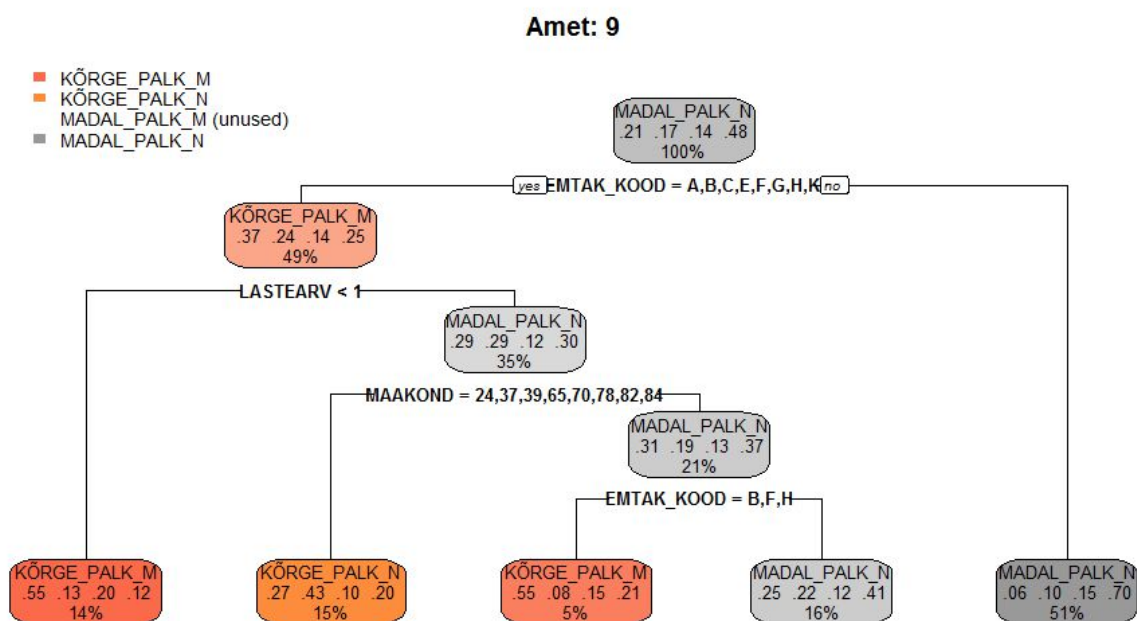 Amet: 9
KÕRGE_PALK_M
KÕRGE_PALK_N
MADAL_PALK_M (unused)
MADAL_PALK_N
MADAL_PALK_N
.21 .17 .14 .48
100%
yes EMTAK_KOOD = A,B,C,E,F,G,H,K no
KÕRGE_PALK_M
.37 .24 .14 .25
49%
LASTEARV < 1
MADAL_PALK_N
.29 .29 .12 .30
35%
MAAKOND = 24,37,39,65,70,78,82,84
MADAL_PALK_N
.31 .19 .13 .37
21%
EMTAK_KOOD = B,F,H
KÕRGE_PALK_M
.55 .13 .20 .12
14%
KÕRGE_PALK_N
.27 .43 .10 .20
15%
KÕRGE_PALK_M
.55 .08 .15 .21
5%
MADAL_PALK_N
.25 .22 .12 .41
16%
MADAL_PALK_N
.06 .10 .15 .70
51%